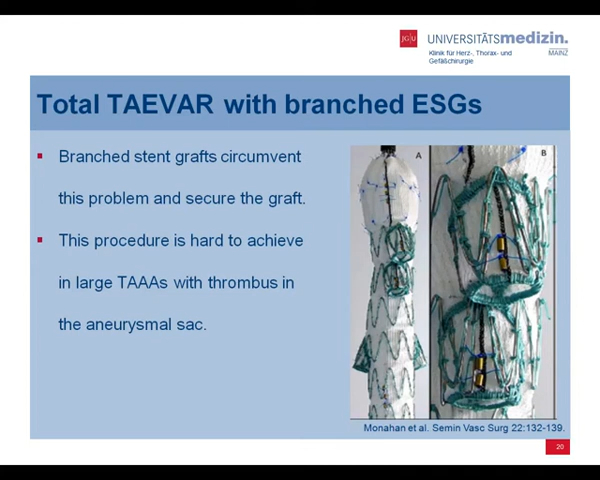 JG|U UNIVERSITÄTSmedizin.
MAINZ
Klinik für Herz-, Thorax- und
Gefäßchirurgie
Total TAEVAR with branched ESGs
Branched stent grafts circumvent
this problem and secure the graft.
This procedure is hard to achieve
in large TAAAs with thrombus in
the aneurysmal sac.
A
B
Monahan et al. Semin Vasc Surg 22:132-139.
20